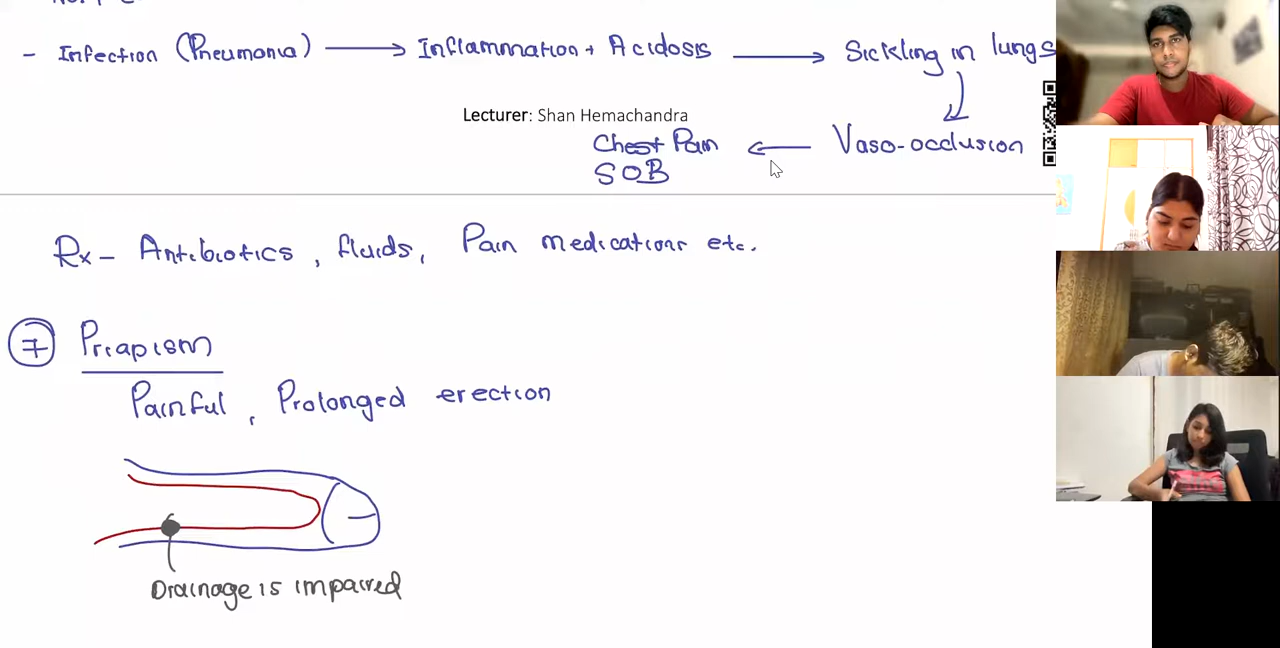 - Infection (Pneumonia) → Inflammation + Acidosis → Sickling in lungs
Lecturer: Shan Hemachandra
Chest Pain ← Vaso-occlusion
SOB
Rx - Antibiotics, fluids, Pain medications etc.
7 Priapism
Painful, Prolonged erection
Drainage is impaired